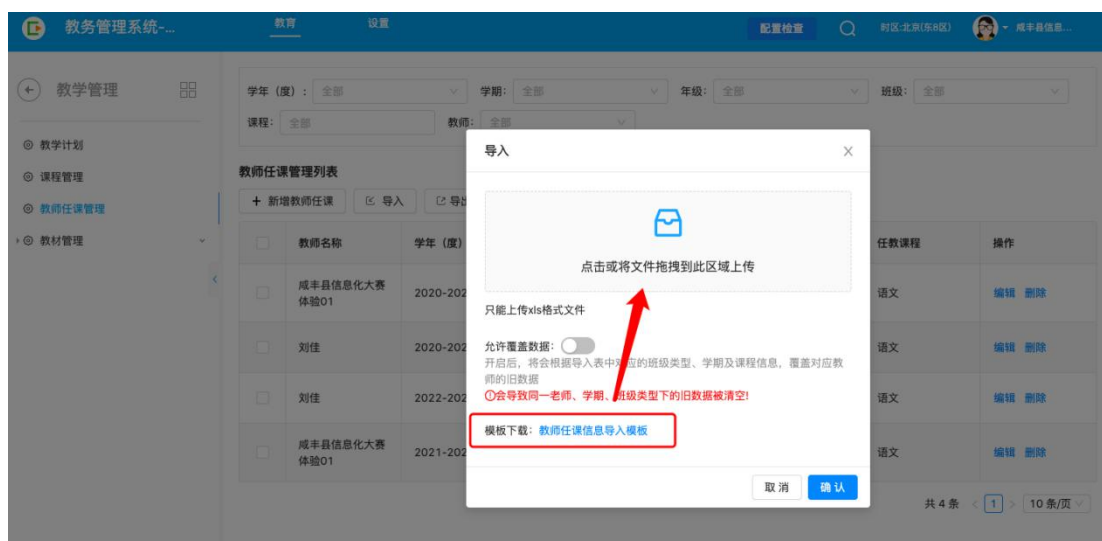 教务管理系统-...
教育
设置
配置检查
时区:北京(东8区)
咸丰县信息...
教学管理
学年（度）：全部
学期：全部
年级：全部
班级：全部
课程：全部
教师：全部
教学计划
课程管理
教师任课管理
教材管理
教师任课管理列表
+ 新增教师任课
导入
导出
教师名称
学年（度）
任教课程
操作
咸丰县信息化大赛
体验01
2020-202
语文
编辑 删除
刘佳
2020-202
语文
编辑 删除
刘佳
2022-202
语文
编辑 删除
咸丰县信息化大赛
体验01
2021-202
语文
编辑 删除
共 4 条 < 1 > 10 条/页
导入
点击或将文件拖拽到此区域上传
只能上传xls格式文件
允许覆盖数据：
开启后，将会根据导入表中对应的班级类型、学期及课程信息，覆盖对应教
师的旧数据
会导致同一老师、学期、班级类型下的旧数据被清空!
模板下载：教师任课信息导入模板
取 消
确 认